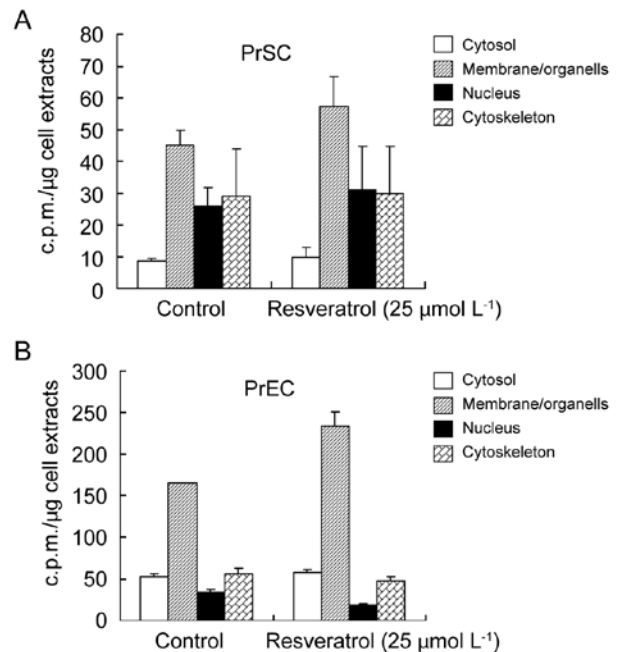 A
PrSC
c.p.m./µg cell extracts
80
70
60
50
40
30
20
10
0
Control
Resveratrol (25 µmol L⁻¹)
Cytosol
Membrane/organells
Nucleus
Cytoskeleton
B
PrEC
c.p.m./µg cell extracts
300
250
200
150
100
50
0
Control
Resveratrol (25 µmol L⁻¹)
Cytosol
Membrane/organells
Nucleus
Cytoskeleton